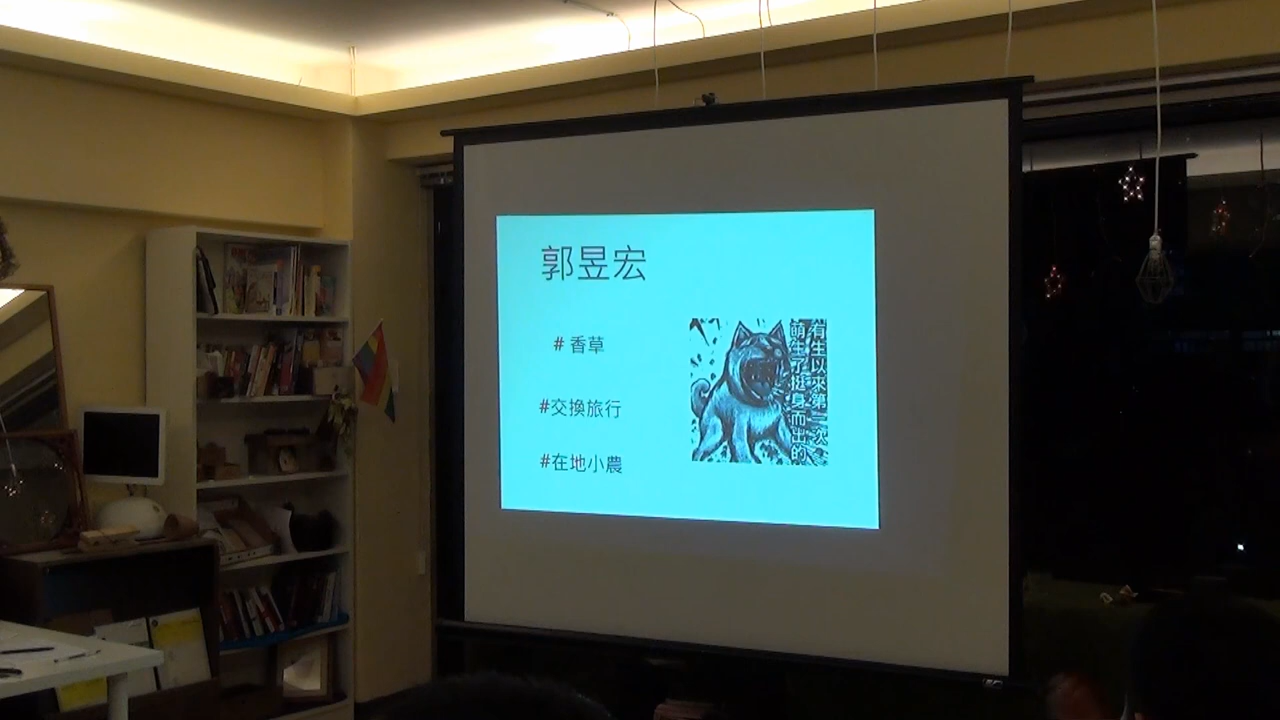 郭昱宏
# 香草
#交換旅行
#在地小農
有生以來第一次
萌生了挺身而出的